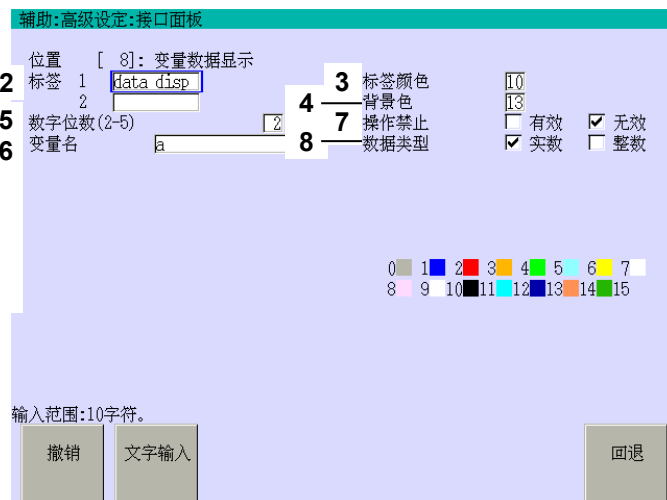 辅助:高级设定:接口面板
位置 [ 8]: 变量数据显示
2 标签 1 data disp 3 标签颜色 10
2 4 背景色 13
5 数字位数(2-5) 2 7 操作禁止 有效 无效
6 变量名 a 8 数据类型 实数 整数
0 1 2 3 4 5 6 7
8 9 10 11 12 13 14 15
输入范围:10字符。
撤销 文字输入 回退